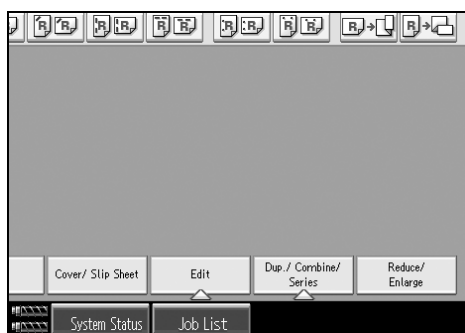 R R R R R R R R R R R R
Cover/ Slip Sheet Edit Dup./ Combine/ Series Reduce/ Enlarge
System Status Job List